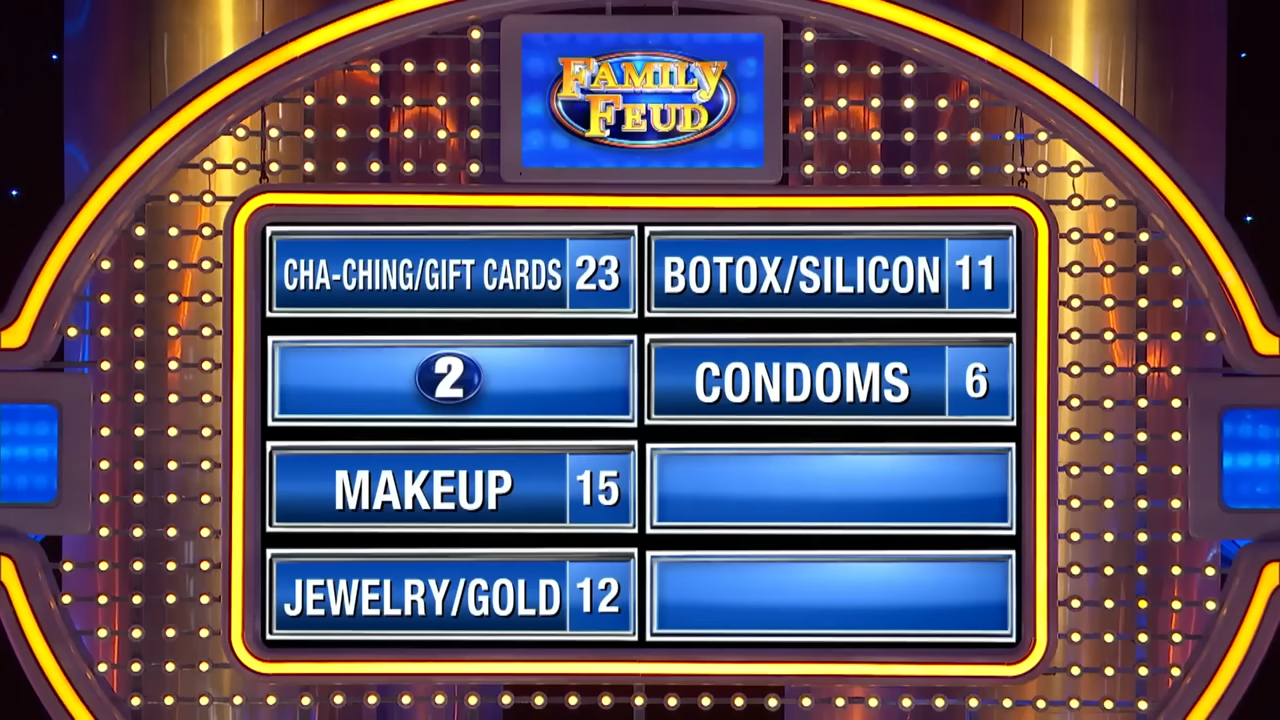 FAMILY
FEUD
CHA-CHING/GIFT CARDS 23
2
MAKEUP 15
JEWELRY/GOLD 12
BOTOX/SILICON 11
CONDOMS 6